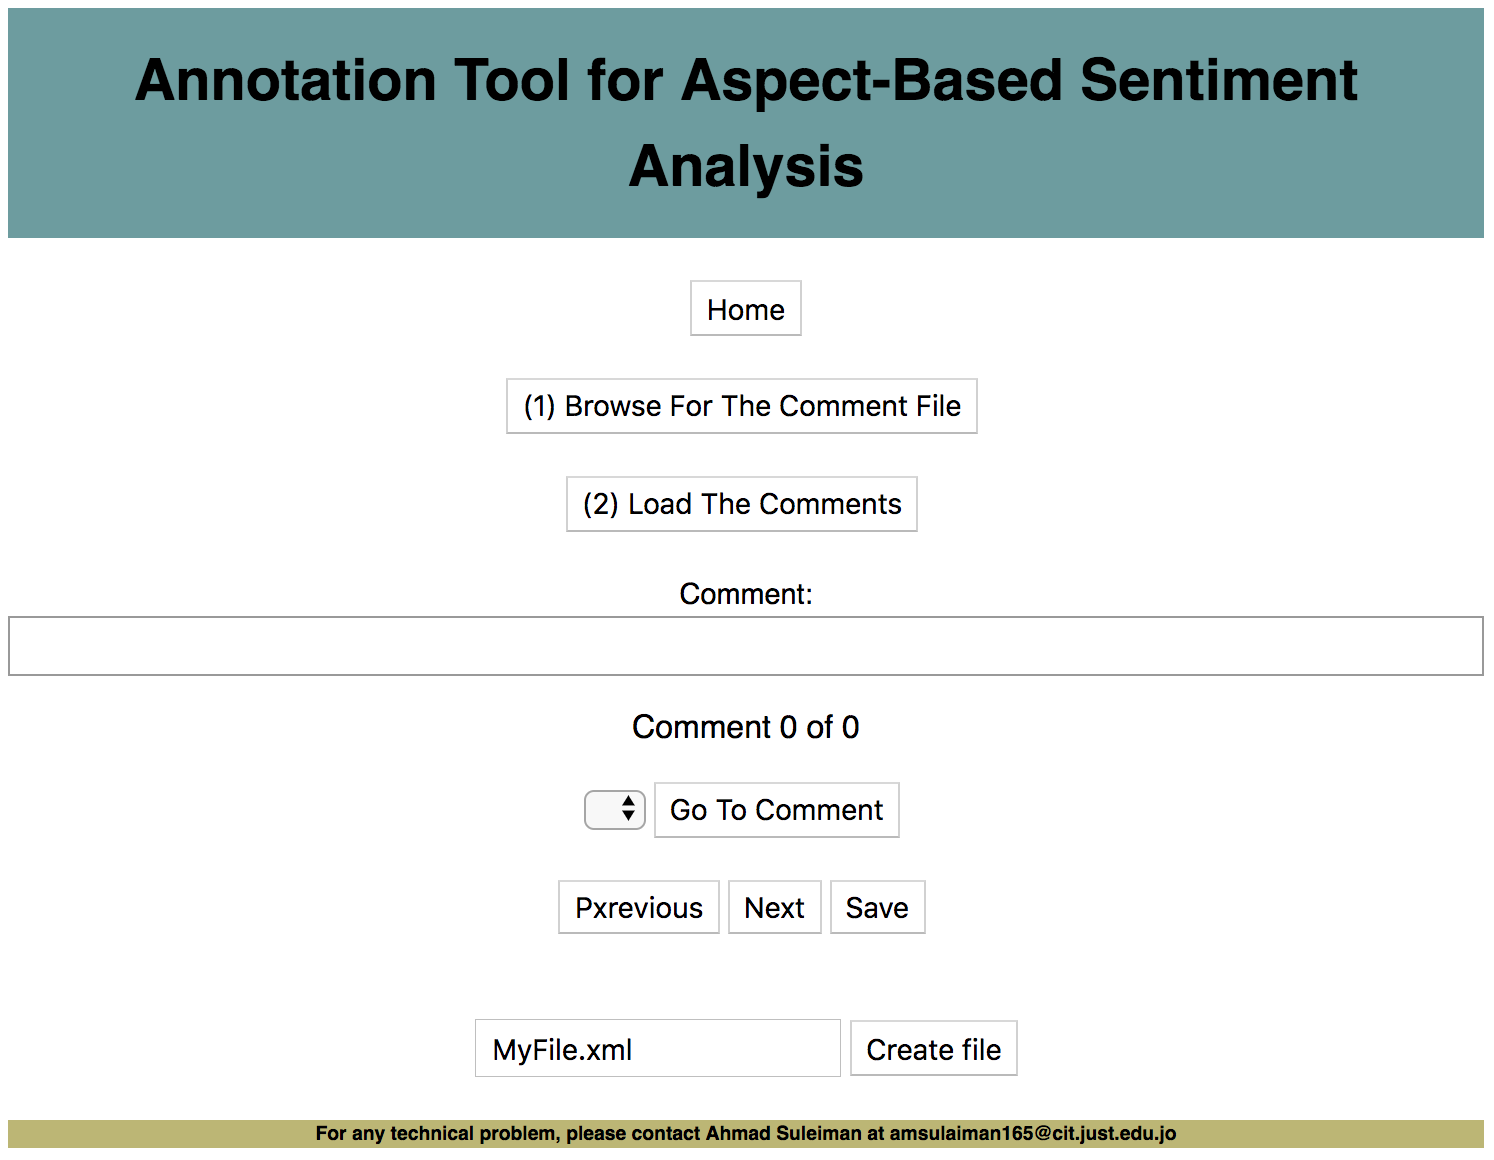 Annotation Tool for Aspect-Based Sentiment
Analysis
Home
(1) Browse For The Comment File
(2) Load The Comments
Comment:
Comment 0 of 0
Go To Comment
Pxrevious Next Save
MyFile.xml Create file
For any technical problem, please contact Ahmad Suleiman at amsulaiman165@cit.just.edu.jo